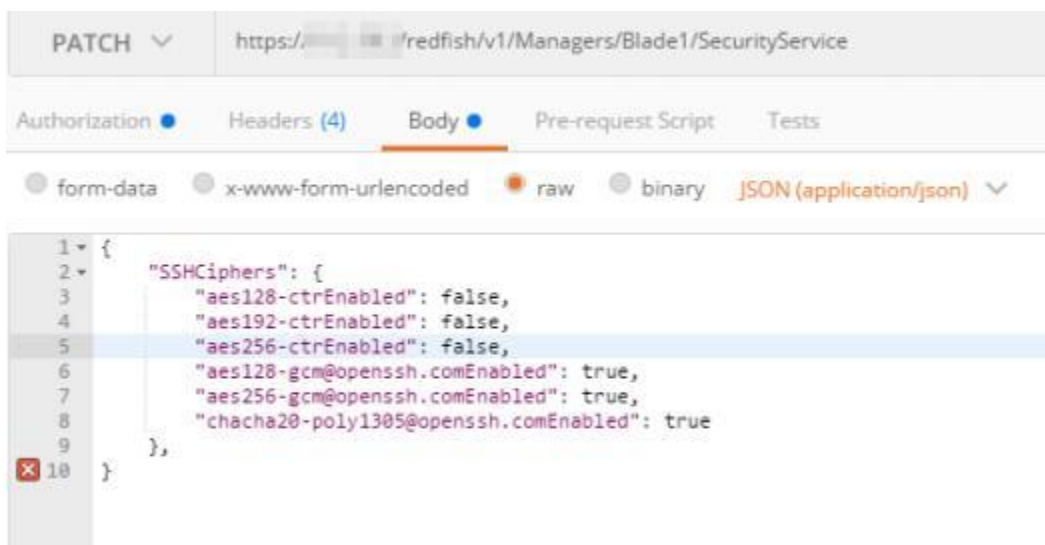 PATCH https:// /redfish/v1/Managers/Blade1/SecurityService
Authorization Headers (4) Body Pre-request Script Tests
form-data x-www-form-urlencoded raw binary JSON (application/json)
1 {
2 "SSHCiphers": {
3 "aes128-ctrEnabled": false,
4 "aes192-ctrEnabled": false,
5 "aes256-ctrEnabled": false,
6 "aes128-gcm@openssh.comEnabled": true,
7 "aes256-gcm@openssh.comEnabled": true,
8 "chacha20-poly1305@openssh.comEnabled": true
9 },
10 }